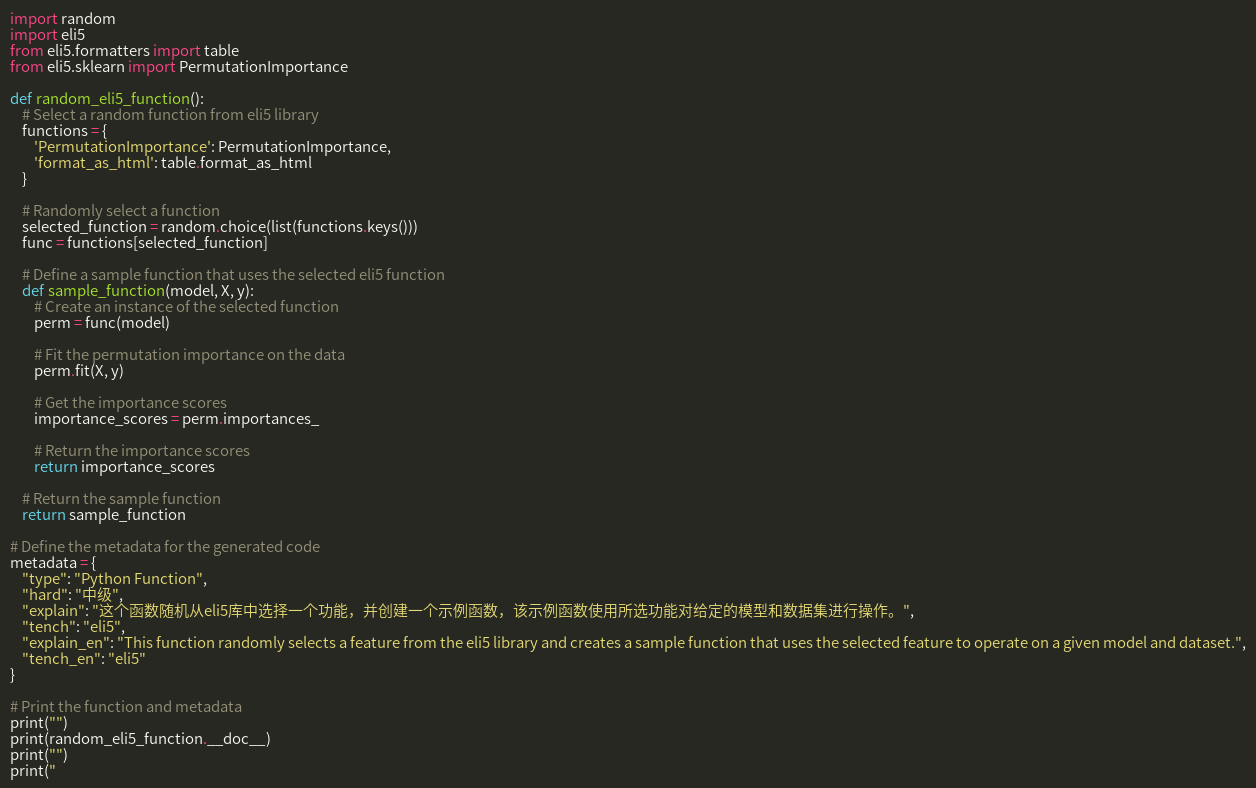 import random
import eli5
from eli5.formatters import table
from eli5.sklearn import PermutationImportance

def random_eli5_function():
    # Select a random function from eli5 library
    functions = {
        'PermutationImportance': PermutationImportance,
        'format_as_html': table.format_as_html
    }

    # Randomly select a function
    selected_function = random.choice(list(functions.keys()))
    func = functions[selected_function]

    # Define a sample function that uses the selected eli5 function
    def sample_function(model, X, y):
        # Create an instance of the selected function
        perm = func(model)

        # Fit the permutation importance on the data
        perm.fit(X, y)

        # Get the importance scores
        importance_scores = perm.importances_

        # Return the importance scores
        return importance_scores

    # Return the sample function
    return sample_function

# Define the metadata for the generated code
metadata = {
    "type": "Python Function",
    "hard": "中级",
    "explain": "这个函数随机从eli5库中选择一个功能，并创建一个示例函数，该示例函数使用所选功能对给定的模型和数据集进行操作。",
    "tench": "eli5",
    "explain_en": "This function randomly selects a feature from the eli5 library and creates a sample function that uses the selected feature to operate on a given model and dataset.",
    "tench_en": "eli5"
}

# Print the function and metadata
print("")
print(random_eli5_function.__doc__)
print("")
print("